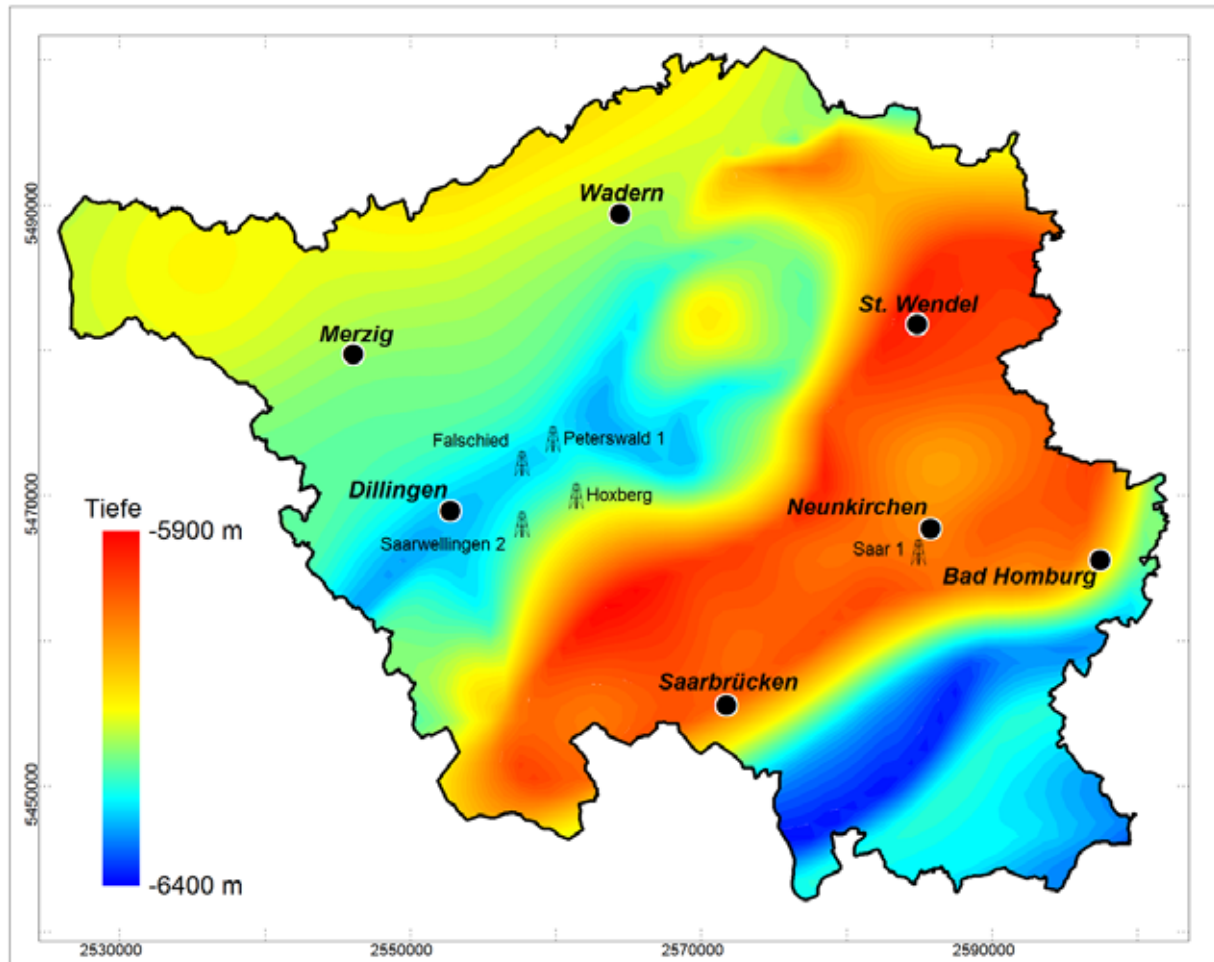 Wadern
5490000
St. Wendel
Merzig
Falschied
Peterswald 1
Dillingen
Hoxberg
5470000
Neunkirchen
Tiefe
-5900 m
Saarwellingen 2
Saar 1
Bad Homburg
Saarbrücken
5450000
-6400 m
2530000
2550000
2570000
2590000